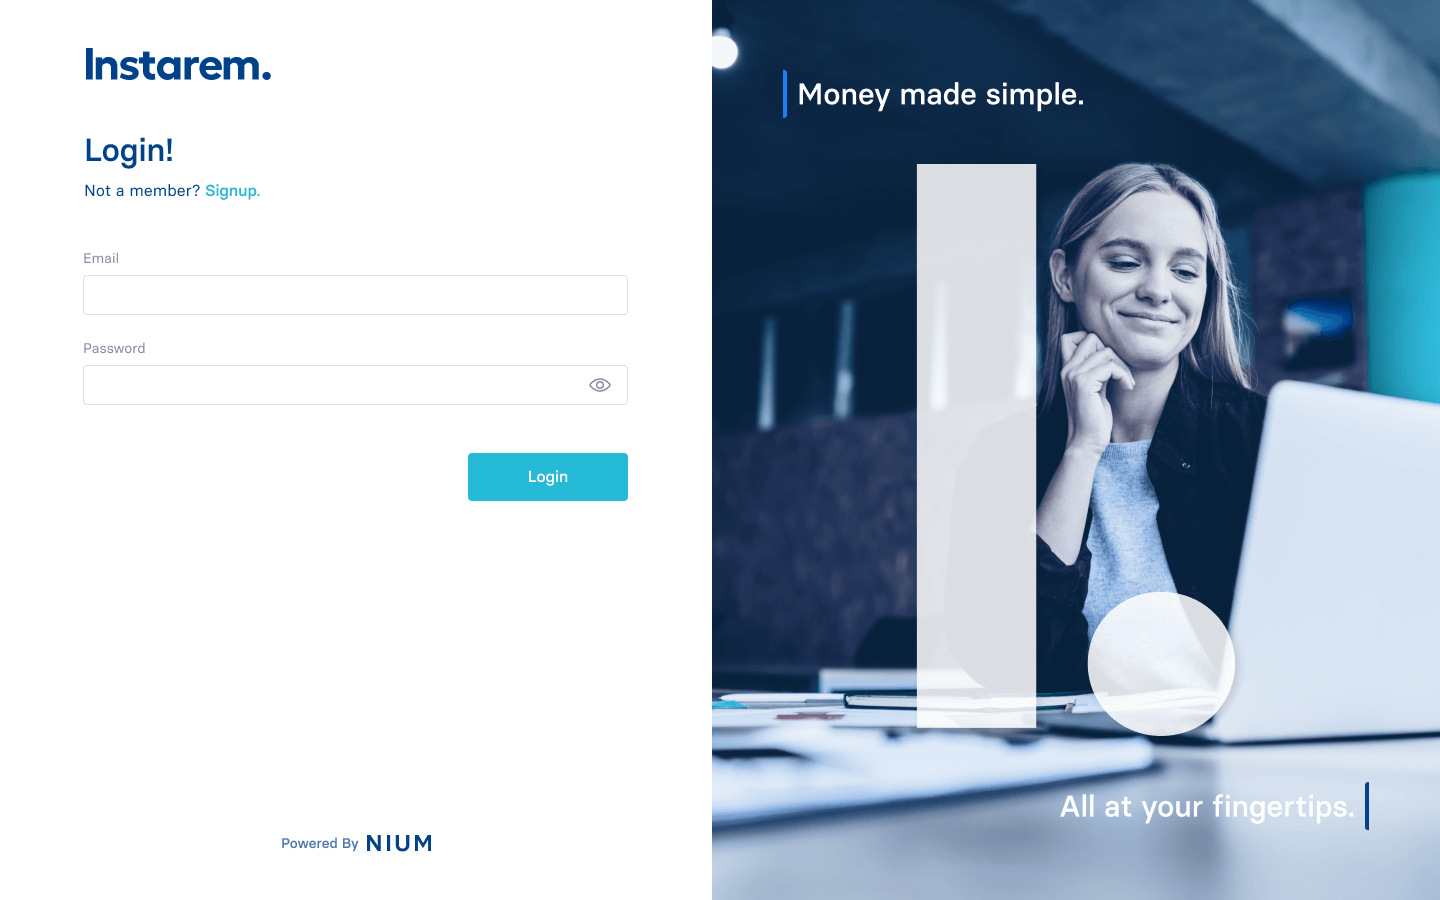 Instarem.
Login!
Not a member? Signup.
Email
Password
Login
Powered By NIUM
Money made simple.
All at your fingertips.